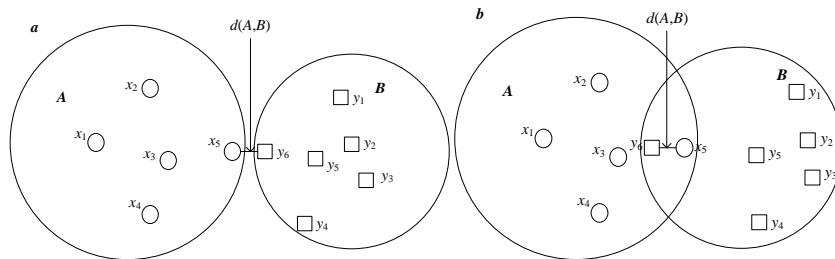 a
d(A,B)
A
B
x₁
x₂
x₃
x₄
x₅
y₁
y₂
y₃
y₄
y₅
y₆
b
d(A,B)
A
B
x₁
x₂
x₃
x₄
x₅
y₁
y₂
y₃
y₄
y₅
y₆